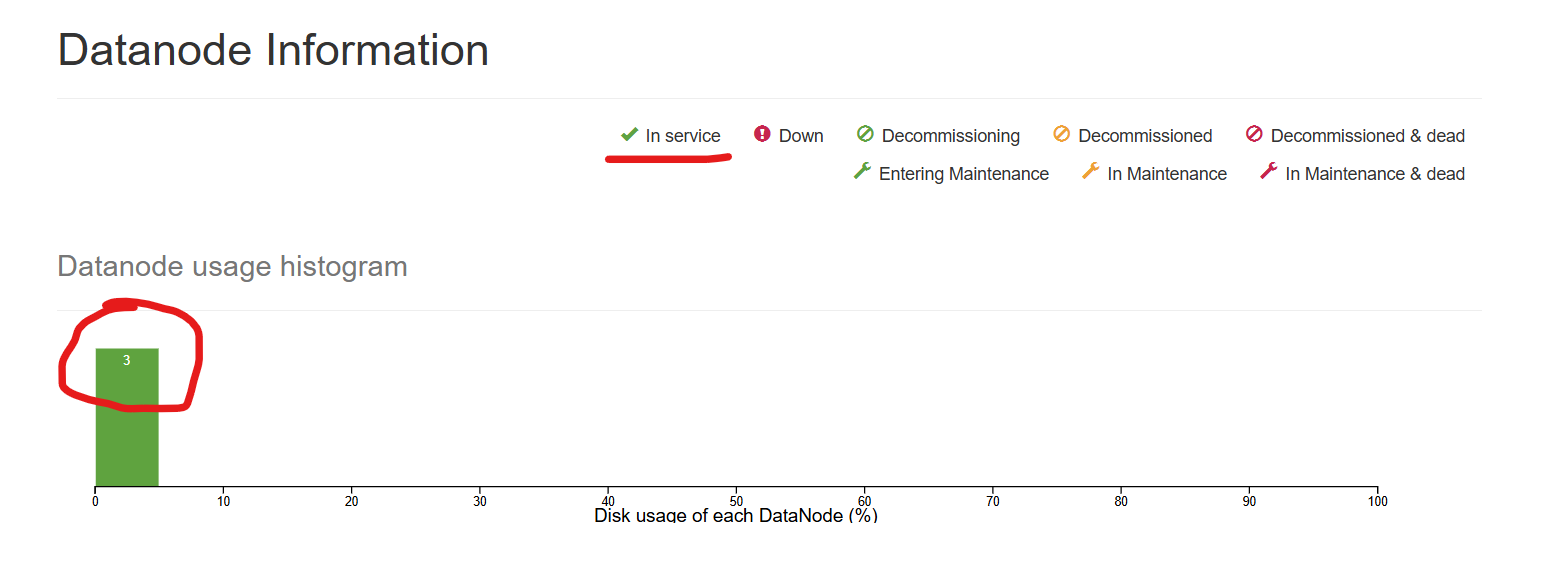 Datanode Information
In service Down Decommissioning Decommissioned Decommissioned & dead
Entering Maintenance In Maintenance In Maintenance & dead
Datanode usage histogram
3
0 10 20 30 40 50 60 70 80 90 100
Disk usage of each DataNode (%)